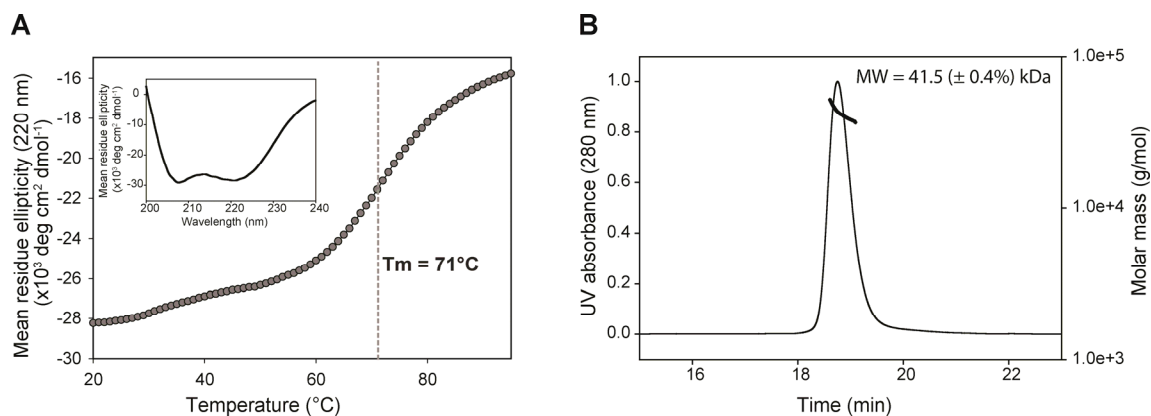 A
Mean residue ellipticity (220 nm)
(x10³ deg cm² dmol⁻¹)
-16
-18
-20
-22
-24
-26
-28
-30
20
40
60
80
Temperature (°C)
Tm = 71°C
Mean residue ellipticity
(x10³ deg cm² dmol⁻¹)
0
-10
-20
-30
200
210
220
230
240
Wavelength (nm)
B
UV absorbance (280 nm)
1.0
0.8
0.6
0.4
0.2
0.0
16
18
20
22
Time (min)
MW = 41.5 (± 0.4%) kDa
1.0e+5
1.0e+4
1.0e+3
Molar mass (g/mol)